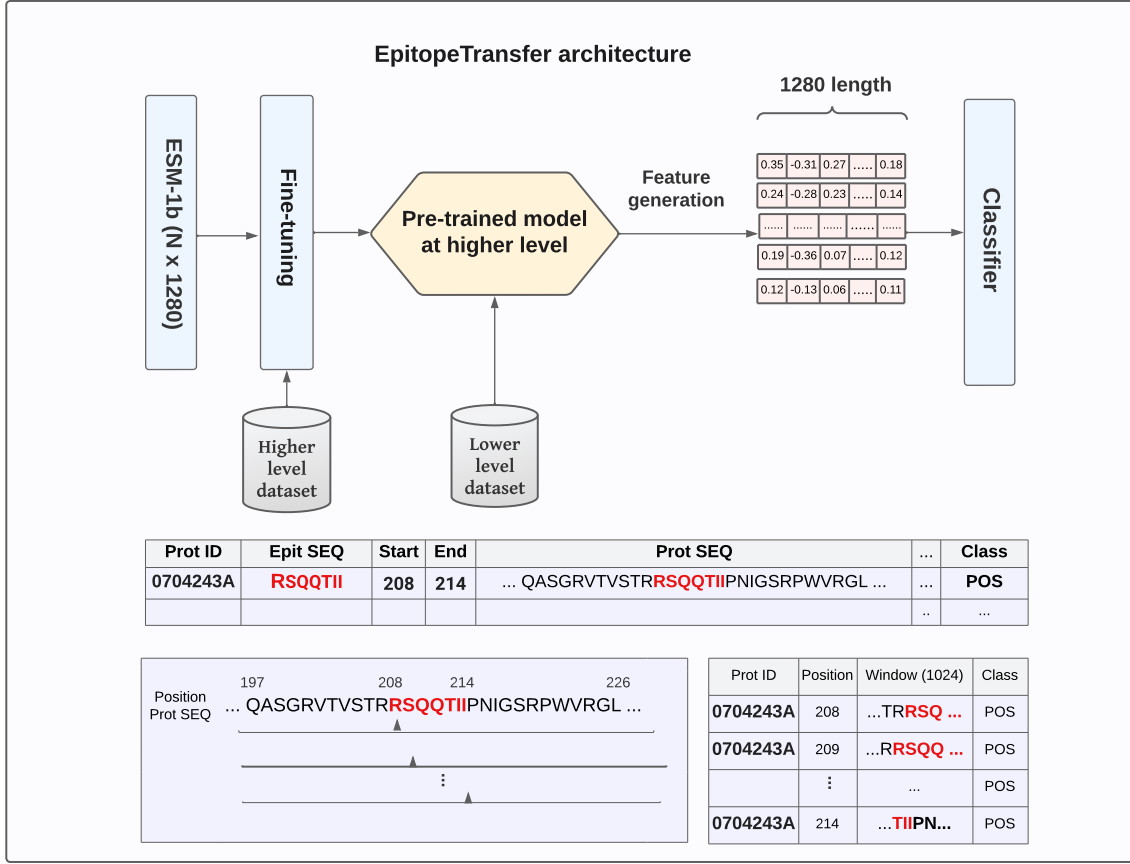 EpitopeTransfer architecture
1280 length
ESM-1b (N x 1280)
Fine-tuning
Pre-trained model
at higher level
Feature
generation
0.35 -0.31 0.27 ..... 0.18
0.24 -0.28 0.23 ..... 0.14
...... ...... ...... ...... ......
0.19 -0.36 0.07 ..... 0.12
0.12 -0.13 0.06 ..... 0.11
Classifier
Higher
level
dataset
Lower
level
dataset
Prot ID Epit SEQ Start End Prot SEQ ... Class
0704243A RSQQTII 208 214 ... QASGRVTVSTRRSQQTIIPNIGSRPWVRGL ... ... POS
.. ...
197 208 214 226
Position
Prot SEQ
... QASGRVTVSTRRSQQTIIPNIGSRPWVRGL ...
⋮
Prot ID Position Window (1024) Class
0704243A 208 ...TRRSQ ... POS
0704243A 209 ...RRSQQ ... POS
⋮ ... POS
0704243A 214 ...TIIPN... POS